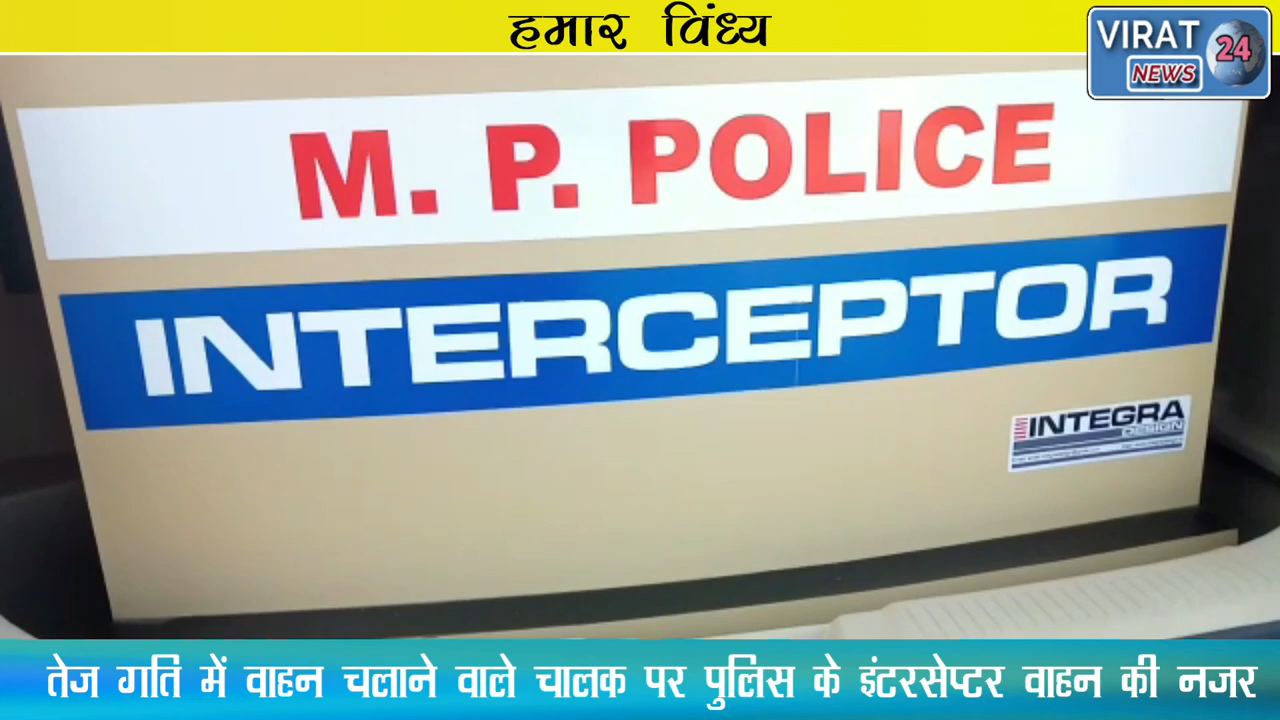 हमार विंध्य
VIRAT
NEWS
24
M. P. POLICE
INTERCEPTOR
INTEGRA
DESIGN
तेज गति में वाहन चलाने वाले चालक पर पुलिस के इंटरसेप्टर वाहन की नजर